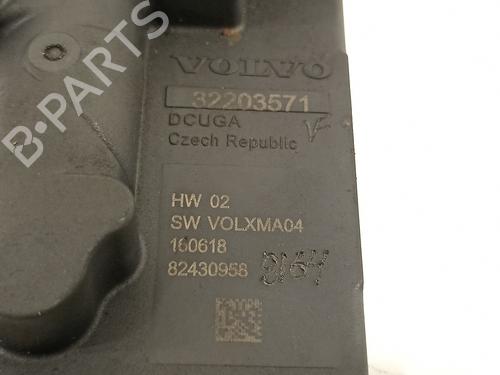 B-PARTS
VOLVO
32203571
DCUGA
Czech Republic
HW 02
SW VOLXMA04
160618
82430958